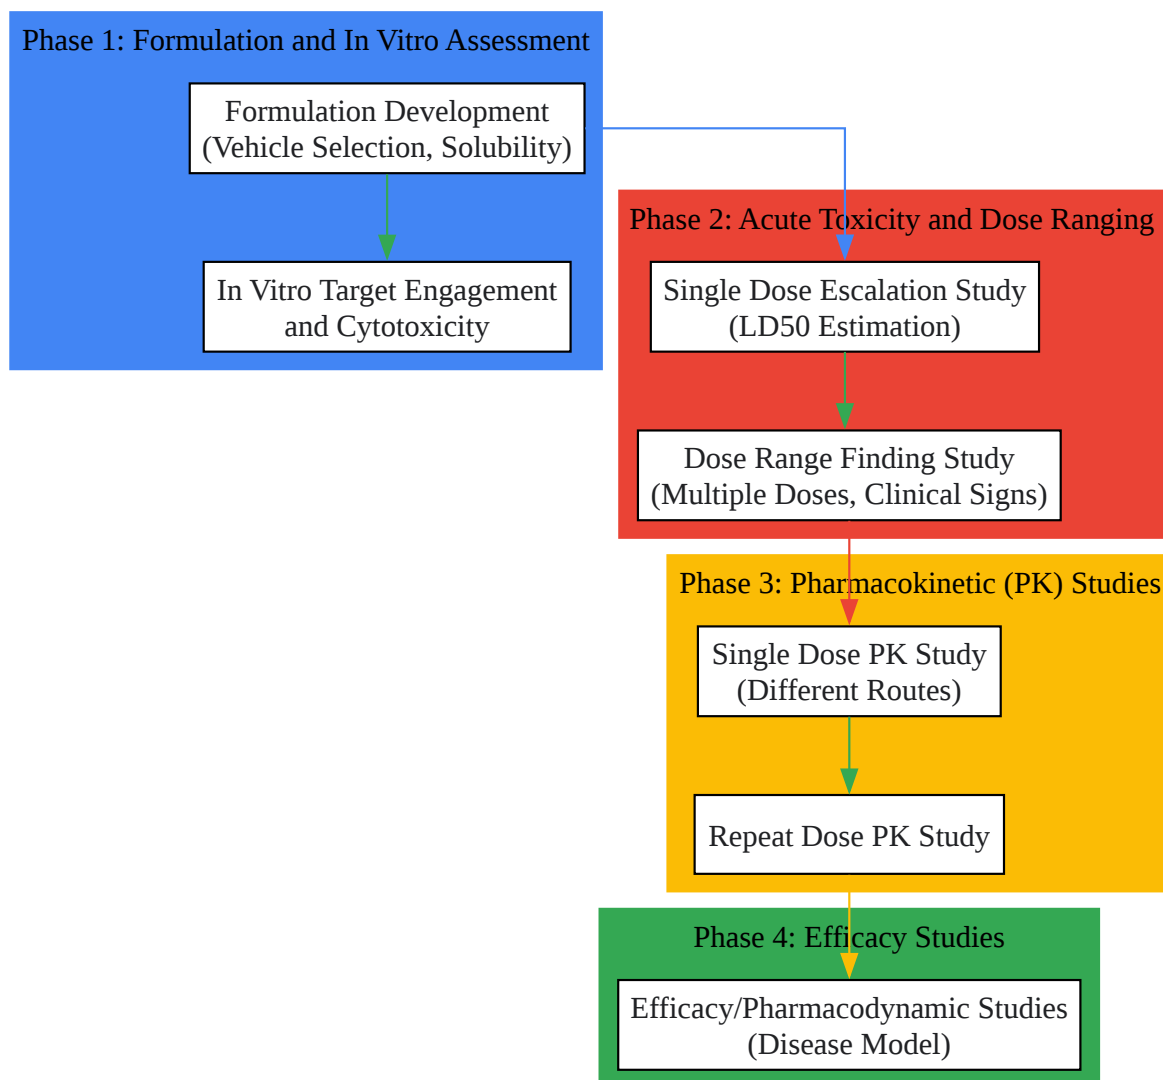 Phase 1: Formulation and In Vitro Assessment
Formulation Development
(Vehicle Selection, Solubility)
In Vitro Target Engagement
and Cytotoxicity
Phase 2: Acute Toxicity and Dose Ranging
Single Dose Escalation Study
(LD50 Estimation)
Dose Range Finding Study
(Multiple Doses, Clinical Signs)
Phase 3: Pharmacokinetic (PK) Studies
Single Dose PK Study
(Different Routes)
Repeat Dose PK Study
Phase 4: Efficacy Studies
Efficacy/Pharmacodynamic Studies
(Disease Model)